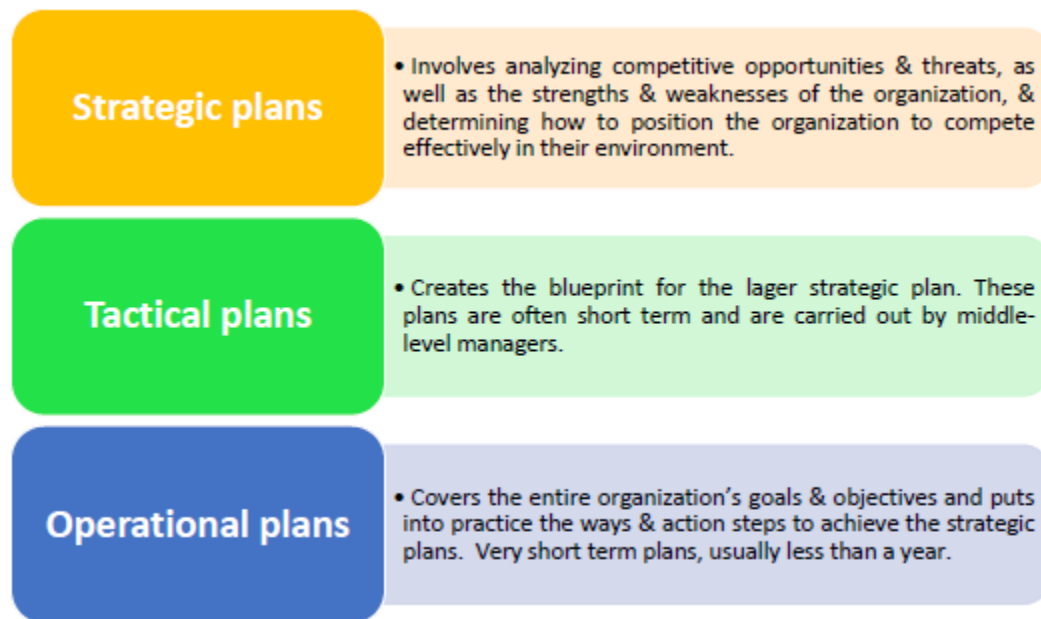 Strategic plans
• Involves analyzing competitive opportunities & threats, as
well as the strengths & weaknesses of the organization, &
determining how to position the organization to compete
effectively in their environment.
Tactical plans
• Creates the blueprint for the lager strategic plan. These
plans are often short term and are carried out by middle-
level managers.
Operational plans
• Covers the entire organization’s goals & objectives and puts
into practice the ways & action steps to achieve the strategic
plans.  Very short term plans, usually less than a year.